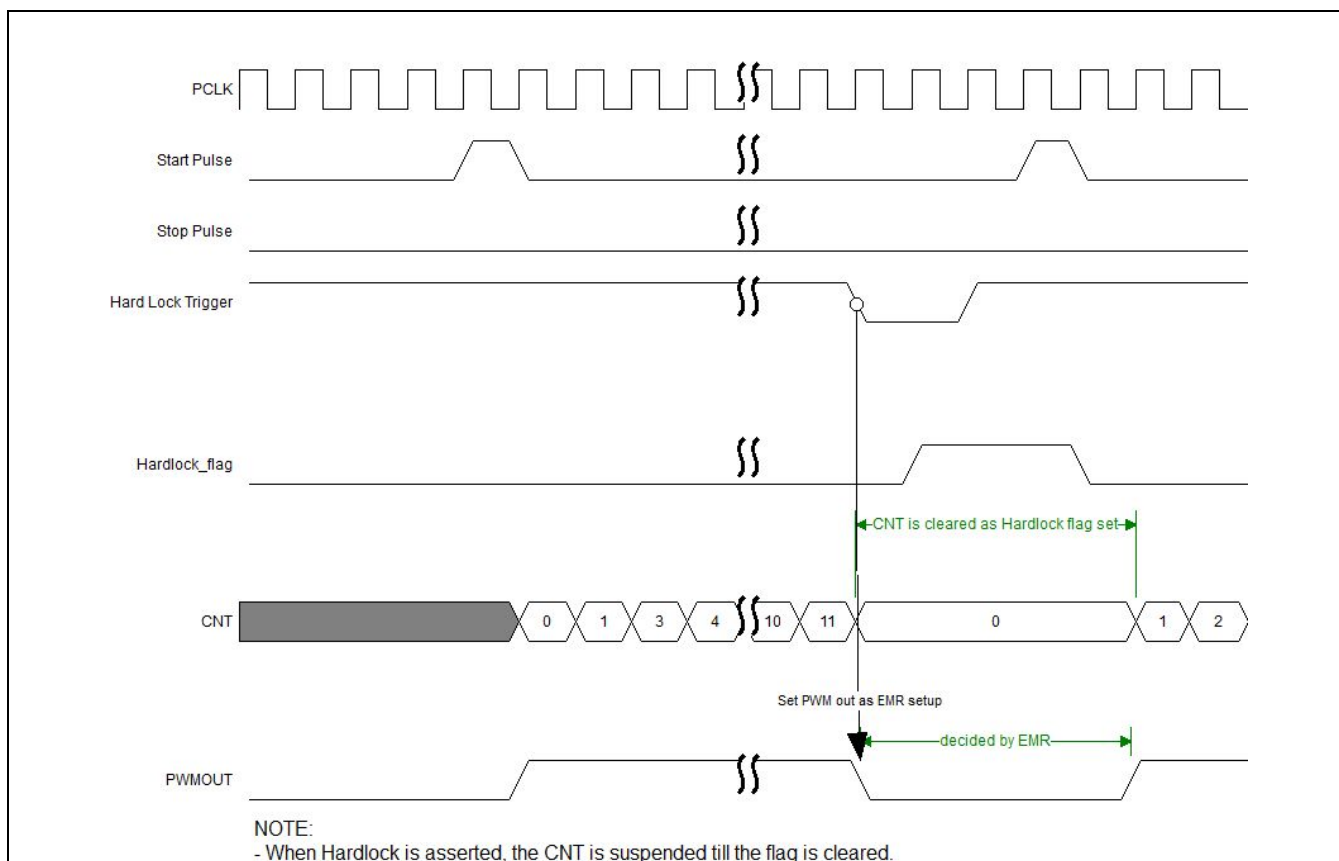 PCLK
Start Pulse
Stop Pulse
Hard Lock Trigger
Hardlock_flag
CNT is cleared as Hardlock flag set
CNT
0
1
3
4
10
11
0
1
2
Set PWM out as EMR setup
decided by EMR
PWMOUT
NOTE:
- When Hardlock is asserted, the CNT is suspended till the flag is cleared.